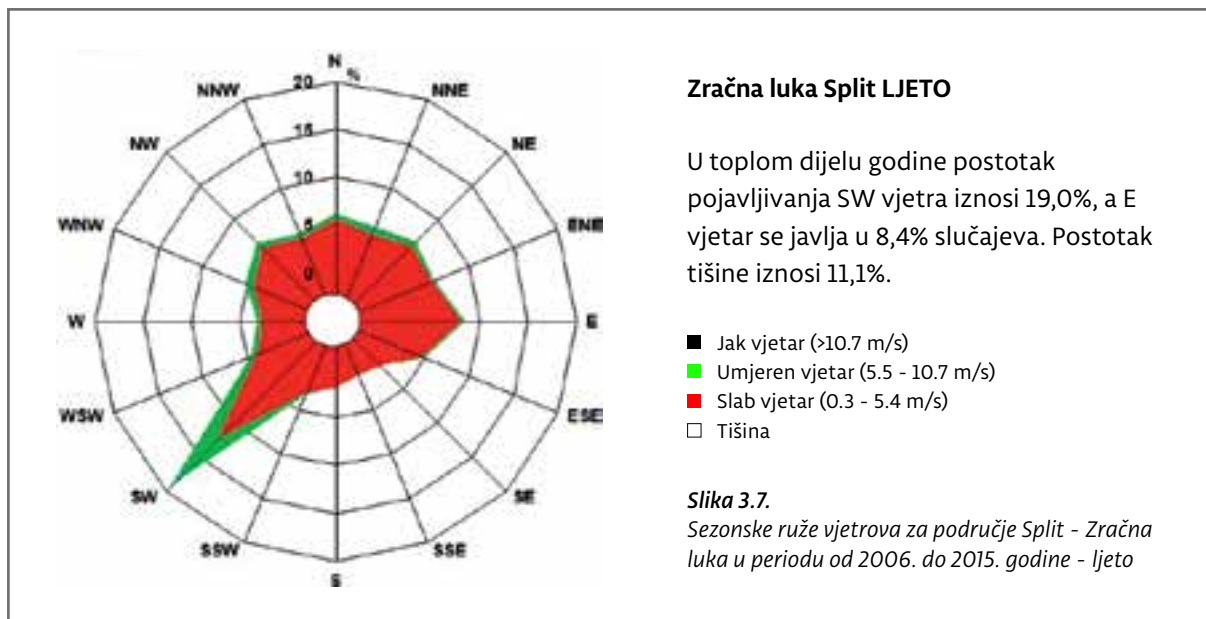 N
%
20
15
10
5
0
NNE
NE
ENE
E
ESE
SE
SSE
S
SSW
SW
WSW
W
WNW
NW
NNW
Zračna luka Split LJETO
U toplom dijelu godine postotak
pojavljivanja SW vjetra iznosi 19,0%, a E
vjetar se javlja u 8,4% slučajeva. Postotak
tišine iznosi 11,1%.
Jak vjetar (>10.7 m/s)
Umjeren vjetar (5.5 - 10.7 m/s)
Slab vjetar (0.3 - 5.4 m/s)
Tišina
Slika 3.7.
Sezonske ruže vjetrova za područje Split - Zračna
luka u periodu od 2006. do 2015. godine - ljeto